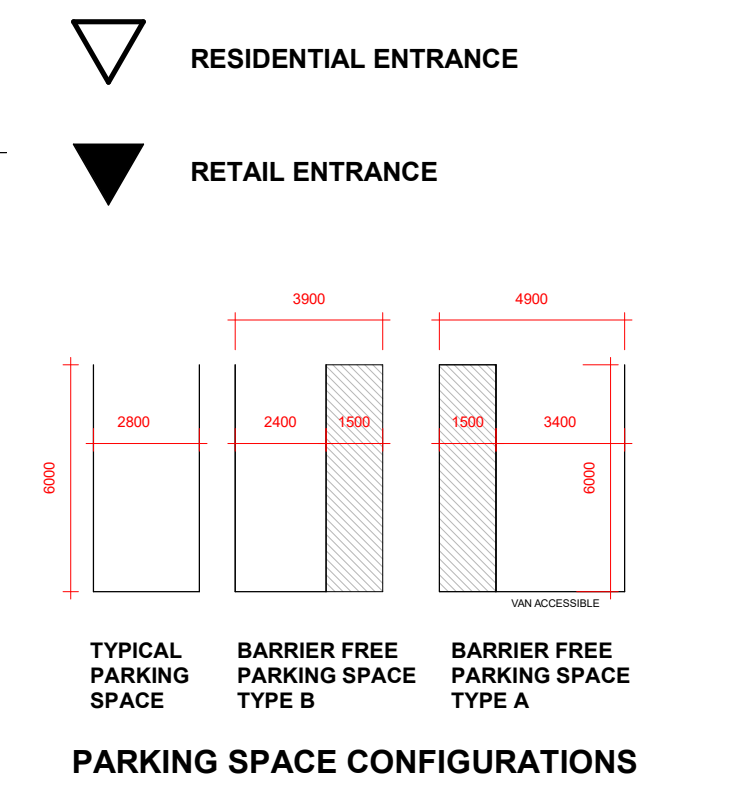 RESIDENTIAL ENTRANCE
RETAIL ENTRANCE
3900
4900
2800
2400
1500
1500
3400
6000
6000
VAN ACCESSIBLE
TYPICAL
PARKING
SPACE
BARRIER FREE
PARKING SPACE
TYPE B
BARRIER FREE
PARKING SPACE
TYPE A
PARKING SPACE CONFIGURATIONS